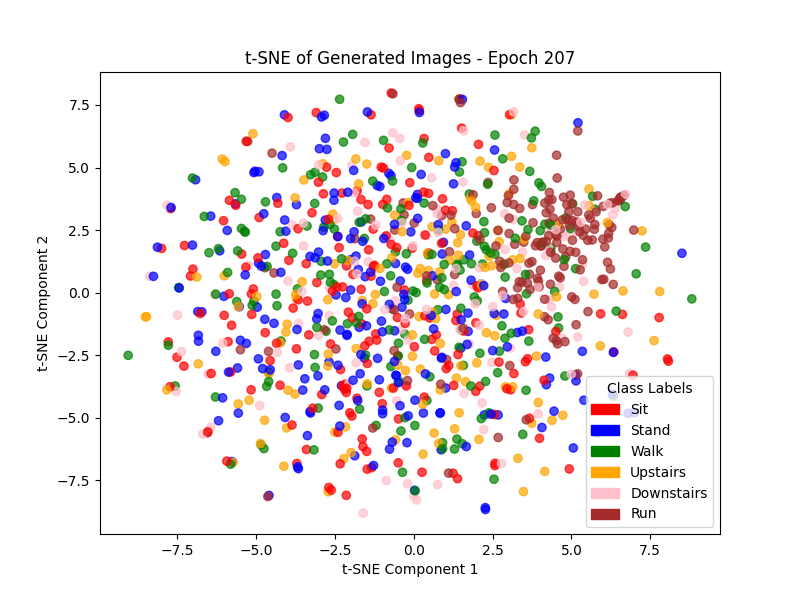 t-SNE of Generated Images - Epoch 207
t-SNE Component 2
7.5
5.0
2.5
0.0
−2.5
−5.0
−7.5
−7.5
−5.0
−2.5
0.0
2.5
5.0
7.5
t-SNE Component 1
Class Labels
Sit
Stand
Walk
Upstairs
Downstairs
Run